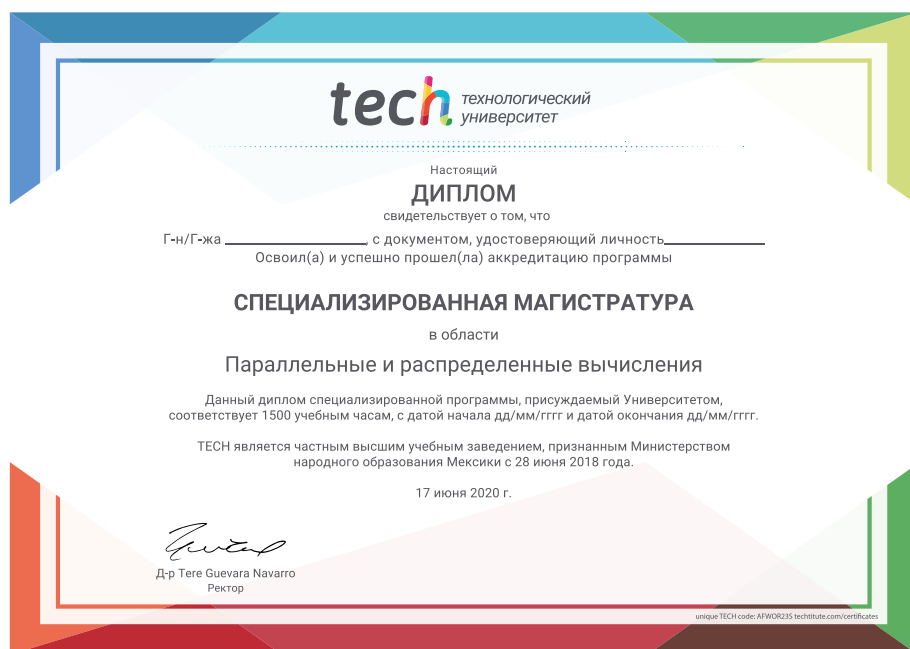 tech технологический
университет
Настоящий
ДИПЛОМ
свидетельствует о том, что
Г-н/Г-жа , с документом, удостоверяющий личность
Освоил(а) и успешно прошел(ла) аккредитацию программы
СПЕЦИАЛИЗИРОВАННАЯ МАГИСТРАТУРА
в области
Параллельные и распределенные вычисления
Данный диплом специализированной программы, присуждаемый Университетом,
соответствует 1500 учебным часам, с датой начала дд/мм/гггг и датой окончания дд/мм/гггг.
TECH является частным высшим учебным заведением, признанным Министерством
народного образования Мексики с 28 июня 2018 года.
17 июня 2020 г.
Д-р Tere Guevara Navarro
Ректор
unique TECH code: AFWOR23S techtitute.com/certificates